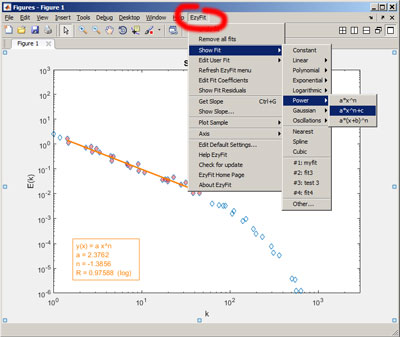 Figures - Figure 1
File Edit View Insert Tools Debug Desktop Window Help EzyFit
Figure 1
Remove all fits
Show Fit
Edit User Fit
Refresh EzyFit menu
Edit Fit Coefficients
Show Fit Residuals
Get Slope Ctrl+G
Show Slope...
Plot Sample
Axis
Edit Default Settings...
Help EzyFit
Check for update
EzyFit Home Page
About EzyFit
Constant
Linear
Polynomial
Exponential
Logarithmic
Power
Gaussian
Oscillations
Nearest
Spline
Cubic
#1: myfit
#2: fit3
#3: test 3
#4: fit4
Other...
a*x^n
a*x^n+c
a*(x+b)^n
10^3
10^2
10^1
10^0
10^-1
10^-2
10^-3
10^-4
10^-5
10^-6
E(k)
y(x) = a x^n
a = 2.3762
n = -1.3856
R = 0.97588 (log)
10^0 10^1 10^2 10^3
k